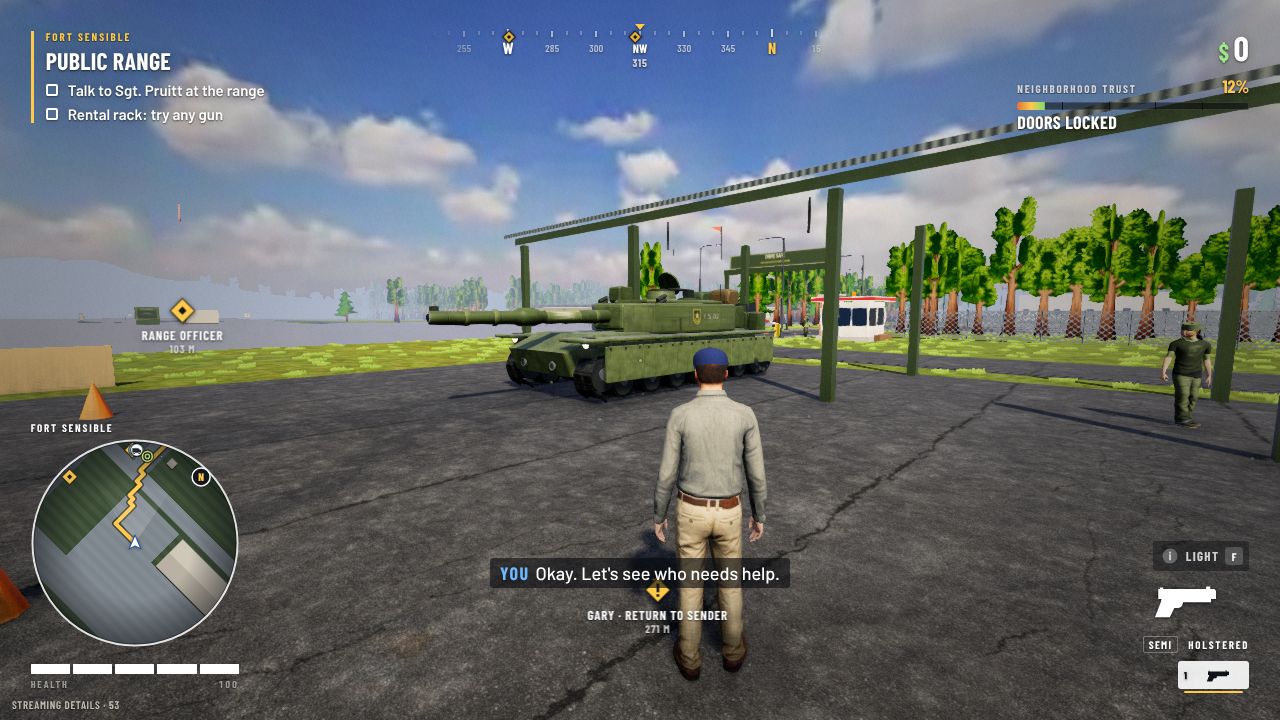 FORT SENSIBLE
PUBLIC RANGE
Talk to Sgt. Pruitt at the range
Rental rack: try any gun
255 W 285 300 NW 330 345 N 15
315
$0
NEIGHBORHOOD TRUST 12%
DOORS LOCKED
RANGE OFFICER
103 M
FORT SENSIBLE
N
YOU Okay. Let's see who needs help.
GARY · RETURN TO SENDER
271 M
i LIGHT F
SEMI HOLSTERED
1
HEALTH 100
STREAMING DETAILS · 53